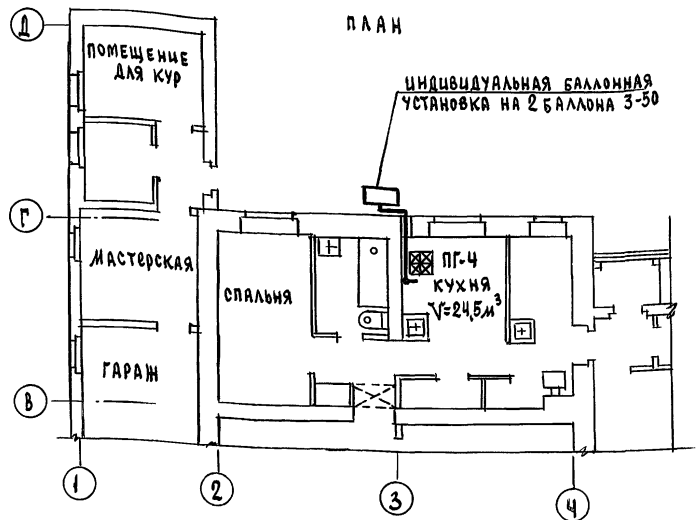 ПЛАН
Д
ПОМЕЩЕНИЕ
ДЛЯ КУР
ИНДИВИДУАЛЬНАЯ БАЛЛОННАЯ
УСТАНОВКА НА 2 БАЛЛОНА 3-50
Г
МАСТЕРСКАЯ
ПГ-4
КУХНЯ
V=24,5м³
СПАЛЬНЯ
ГАРАЖ
В
1
2
3
4